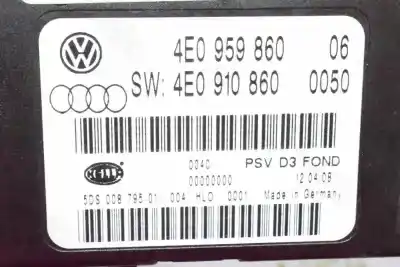 4E0 959 860 06
SW: 4E0 910 860 0050
0040 PSV D3 FOND
00000000 12.04.08
5DS 008 795 01 004 HLO 0001 Made in Germany